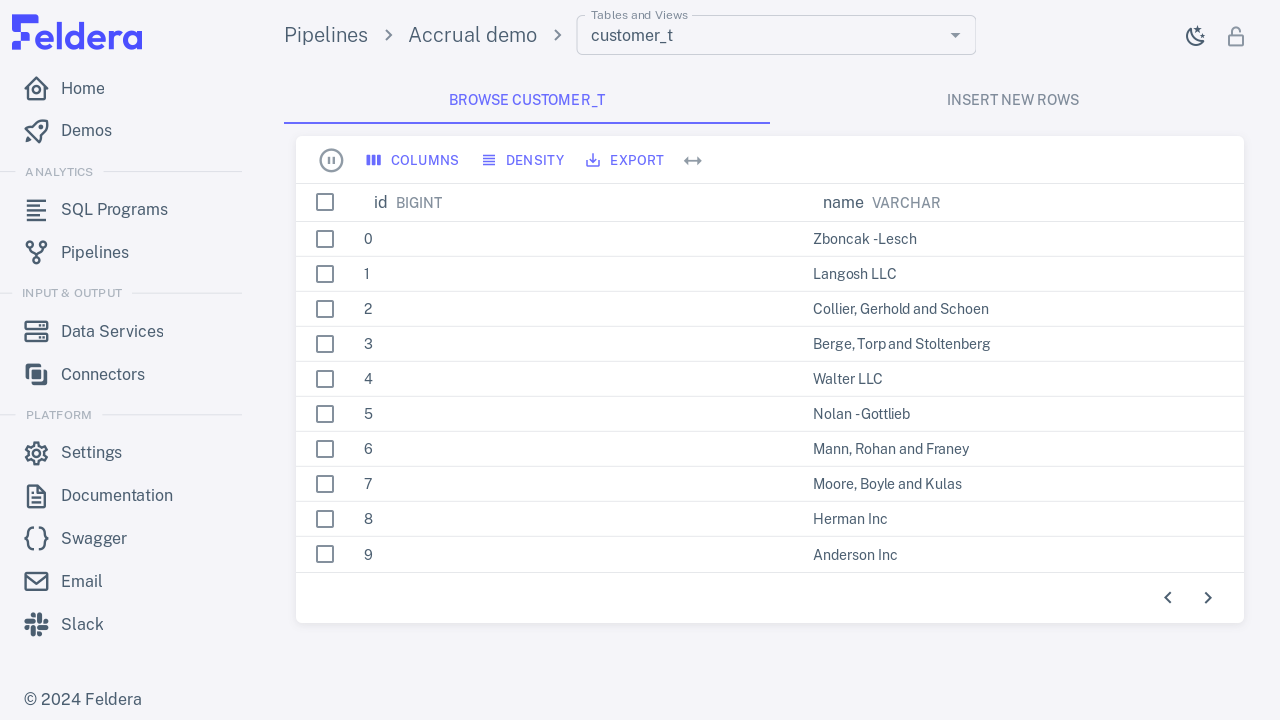 Feldera
Home
Demos
ANALYTICS
SQL Programs
Pipelines
INPUT & OUTPUT
Data Services
Connectors
PLATFORM
Settings
Documentation
Swagger
Email
Slack
© 2024 Feldera
Pipelines > Accrual demo >
Tables and Views
customer_t
BROWSE CUSTOMER_T INSERT NEW ROWS
COLUMNS DENSITY EXPORT
id BIGINT name VARCHAR
0 Zboncak - Lesch
1 Langosh LLC
2 Collier, Gerhold and Schoen
3 Berge, Torp and Stoltenberg
4 Walter LLC
5 Nolan - Gottlieb
6 Mann, Rohan and Franey
7 Moore, Boyle and Kulas
8 Herman Inc
9 Anderson Inc